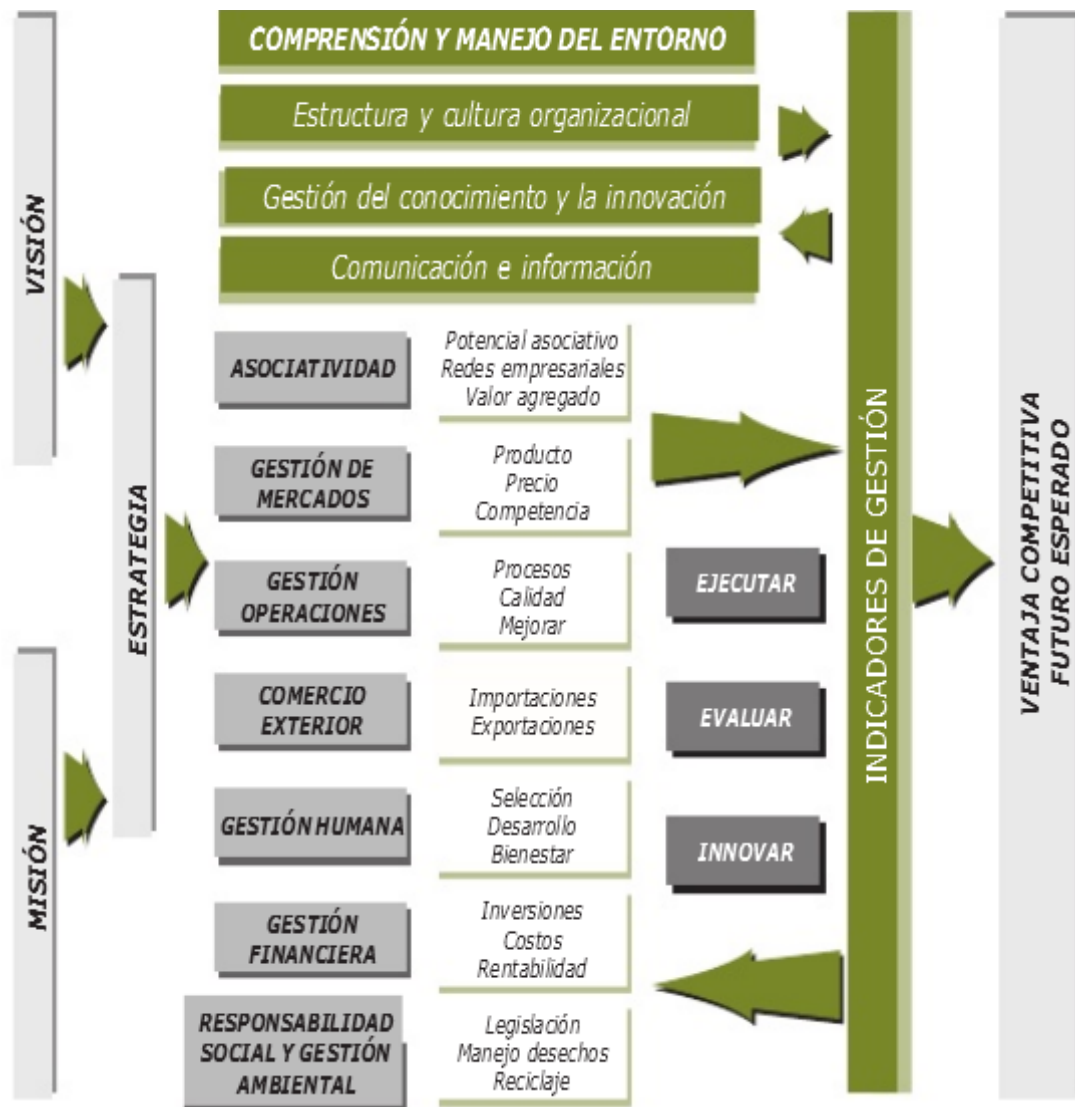 VISIÓN
MISIÓN
ESTRATEGIA
COMPRENSIÓN Y MANEJO DEL ENTORNO
Estructura y cultura organizacional
Gestión del conocimiento y la innovación
Comunicación e información
ASOCIATIVIDAD
Potencial asociativo
Redes empresariales
Valor agregado
GESTIÓN DE
MERCADOS
Producto
Precio
Competencia
GESTIÓN
OPERACIONES
Procesos
Calidad
Mejorar
COMERCIO
EXTERIOR
Importaciones
Exportaciones
GESTIÓN HUMANA
Selección
Desarrollo
Bienestar
GESTIÓN
FINANCIERA
Inversiones
Costos
Rentabilidad
RESPONSABILIDAD
SOCIAL Y GESTIÓN
AMBIENTAL
Legislación
Manejo desechos
Reciclaje
EJECUTAR
EVALUAR
INNOVAR
INDICADORES DE GESTIÓN
VENTAJA COMPETITIVA
FUTURO ESPERADO